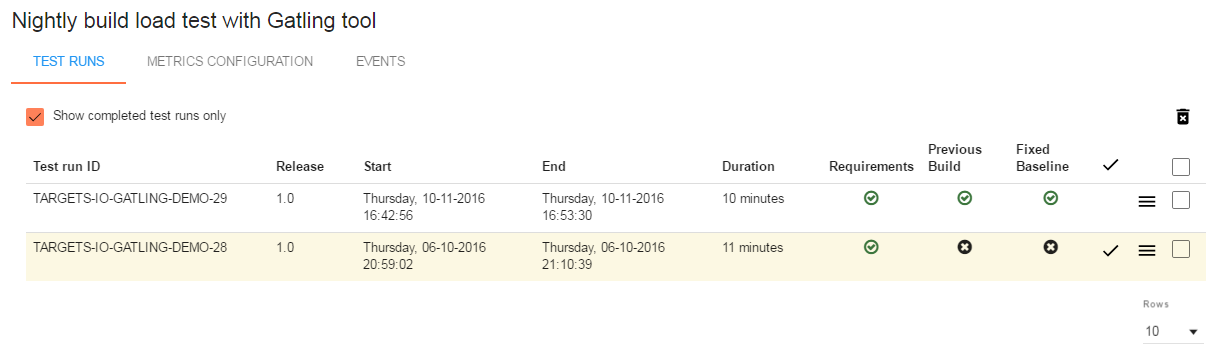 Nightly build load test with Gatling tool
TEST RUNS METRICS CONFIGURATION EVENTS
Show completed test runs only
Test run ID Release Start End Duration Requirements Previous Build Fixed Baseline
TARGETS-IO-GATLING-DEMO-29 1.0 Thursday, 10-11-2016 Thursday, 10-11-2016 10 minutes
16:42:56 16:53:30
TARGETS-IO-GATLING-DEMO-28 1.0 Thursday, 06-10-2016 Thursday, 06-10-2016 11 minutes
20:59:02 21:10:39
Rows
10